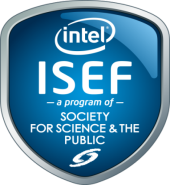 intel
ISEF
a program of
SOCIETY
FOR SCIENCE & THE
PUBLIC